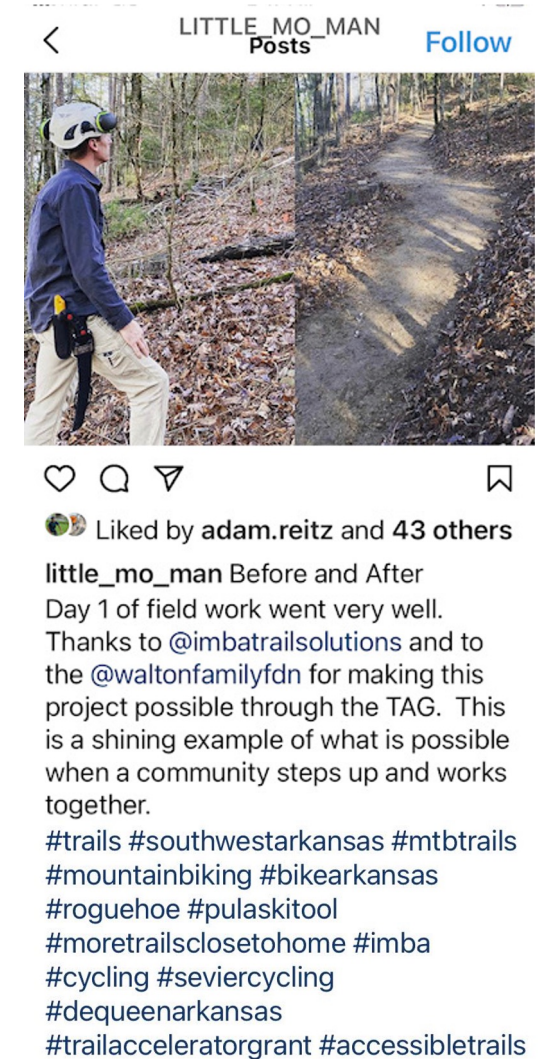 LITTLE_MO_MAN
Posts
Follow
Liked by adam.reitz and 43 others
little_mo_man Before and After
Day 1 of field work went very well.
Thanks to @imbatrailsolutions and to
the @waltonfamilyfdn for making this
project possible through the TAG. This
is a shining example of what is possible
when a community steps up and works
together.
#trails #southwestarkansas #mtbtrails
#mountainbiking #bikearkansas
#roguehoe #pulaskitool
#moretrailsclosetohome #imba
#cycling #seviercycling
#dequeenarkansas
#trailacceleratorgrant #accessibletrails